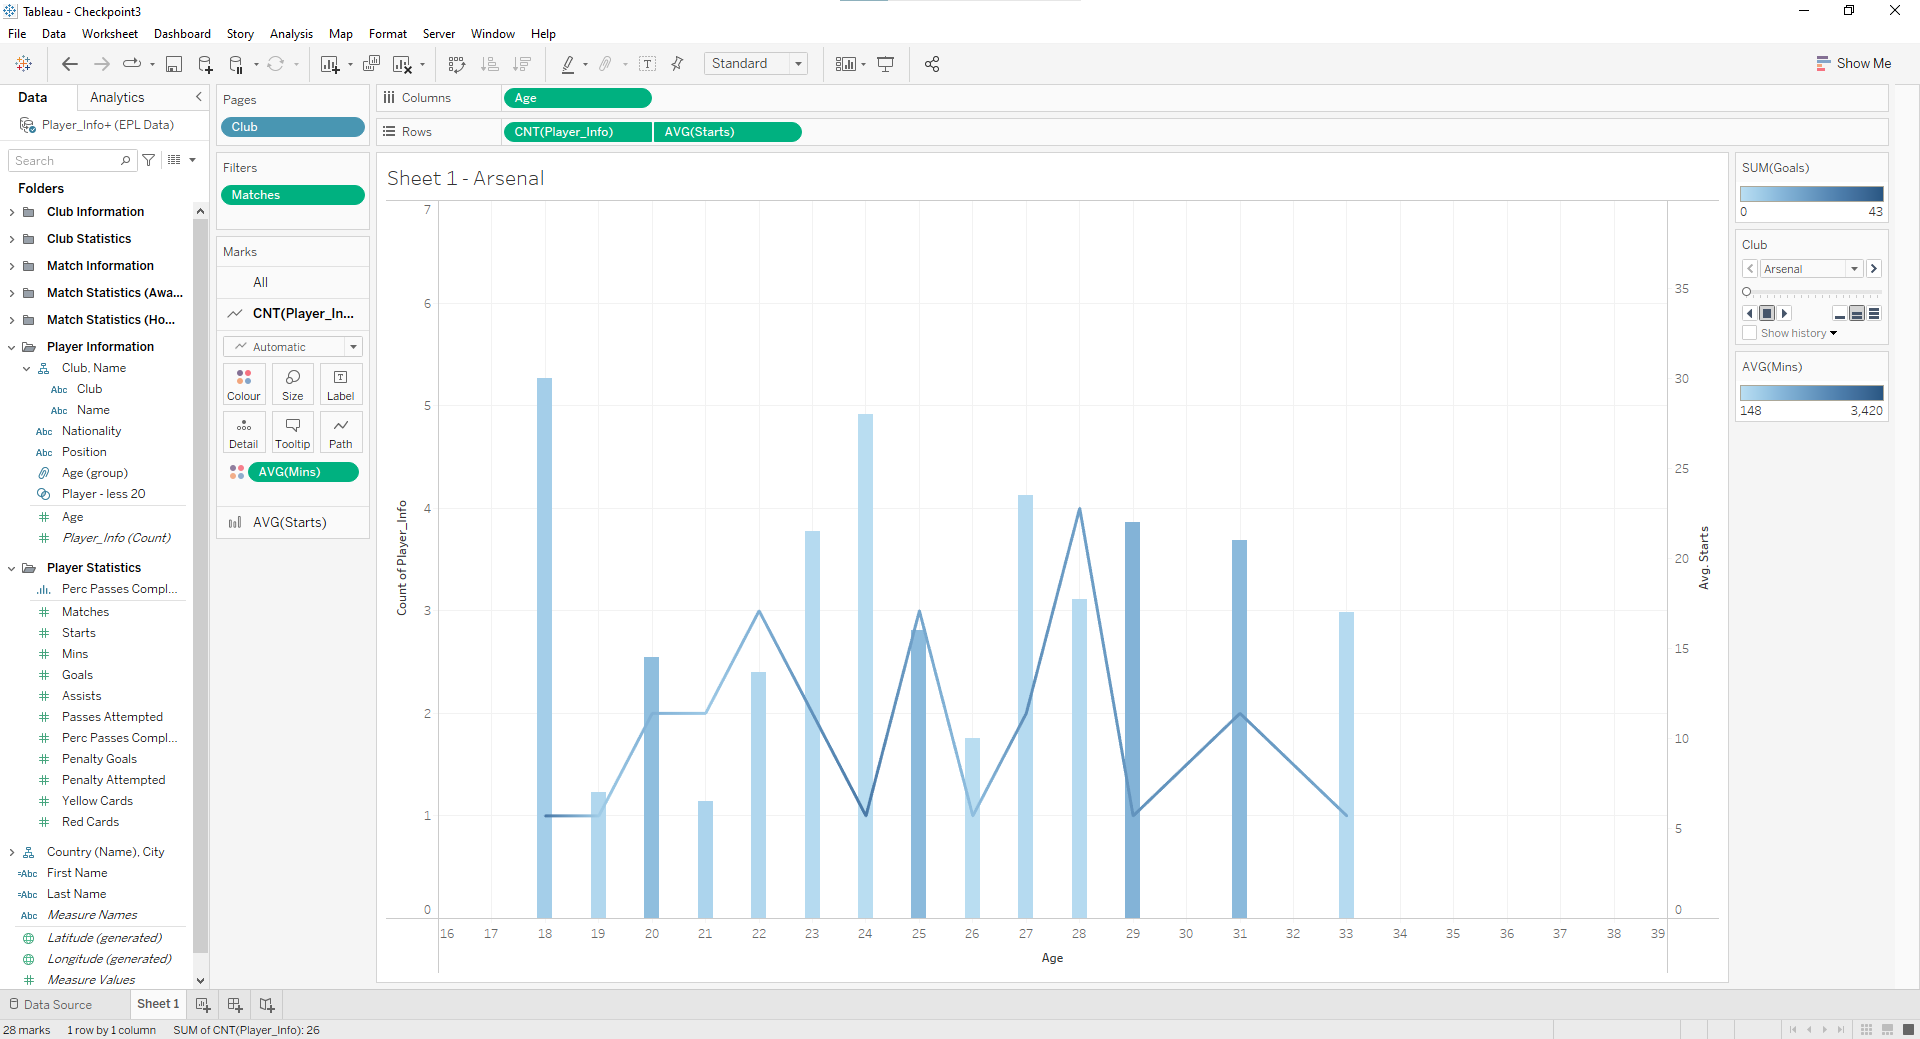 Tableau - Checkpoint3
File Data Worksheet Dashboard Story Analysis Map Format Server Window Help
Standard
Show Me
Data Analytics
Player_Info+ (EPL Data)
Search
Folders
Club Information
Club Statistics
Match Information
Match Statistics (Awa...
Match Statistics (Ho...
Player Information
Club, Name
Abc Club
Abc Name
Abc Nationality
Abc Position
Age (group)
Player - less 20
Age
Player_Info (Count)
Player Statistics
Perc Passes Compl...
Matches
Starts
Mins
Goals
Assists
Passes Attempted
Perc Passes Compl...
Penalty Goals
Penalty Attempted
Yellow Cards
Red Cards
Country (Name), City
=Abc First Name
=Abc Last Name
Abc Measure Names
Latitude (generated)
Longitude (generated)
Measure Values
Pages
Club
Filters
Matches
Marks
All
CNT(Player_In...
Automatic
Colour Size Label
Detail Tooltip Path
AVG(Mins)
AVG(Starts)
Columns Age
Rows CNT(Player_Info) AVG(Starts)
Sheet 1 - Arsenal
7
6
5
4
3
2
1
0
Count of Player_Info
35
30
25
20
15
10
5
0
Avg. Starts
16 17 18 19 20 21 22 23 24 25 26 27 28 29 30 31 32 33 34 35 36 37 38 39
Age
SUM(Goals)
0 43
Club
Arsenal
Show history
AVG(Mins)
148 3,420
Data Source Sheet 1
28 marks 1 row by 1 column SUM of CNT(Player_Info): 26